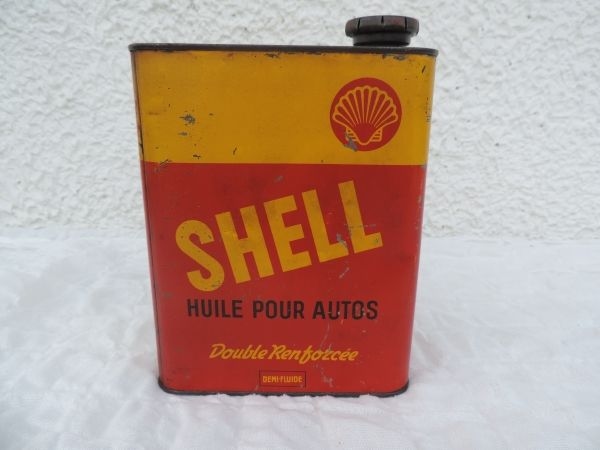 SHELL
HUILE POUR AUTOS
Double Renforcée
DEMI-FLUIDE